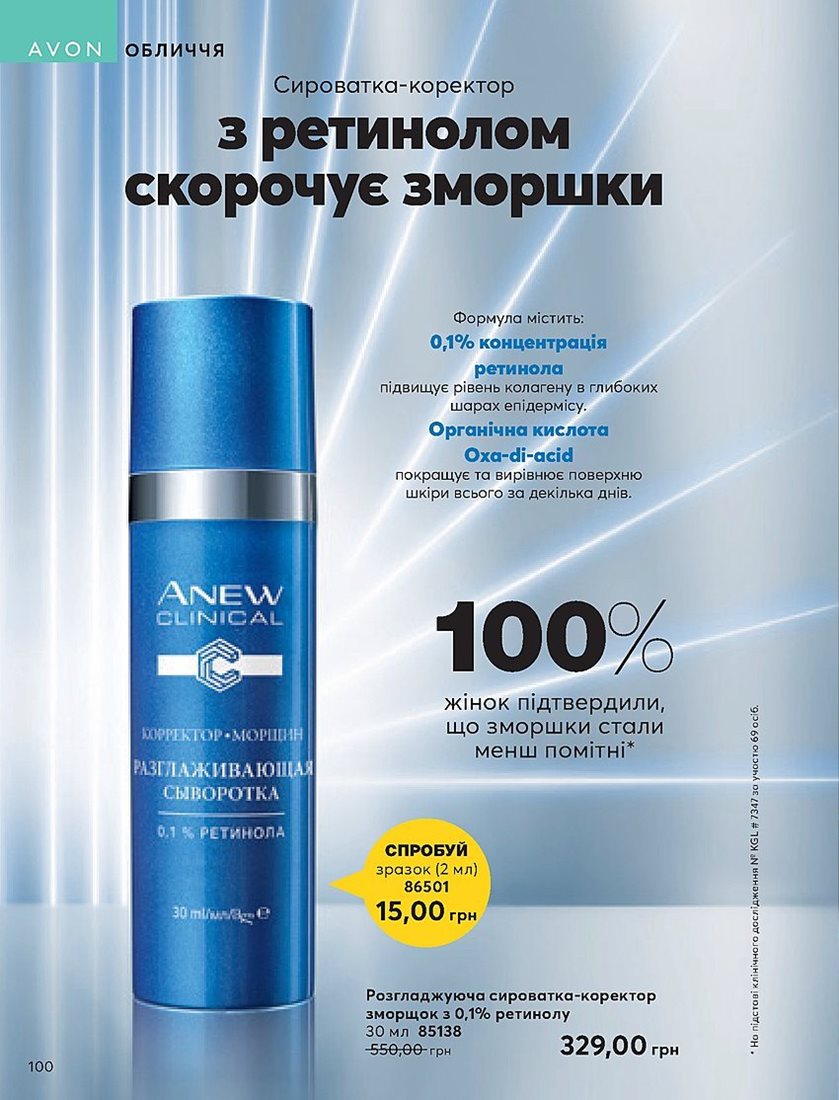 AVON
ОБЛИЧЧЯ
Сироватка-коректор
з ретинолом
скорочує зморшки
Формула містить:
0,1% концентрація
ретинола
підвищує рівень колагену в глибоких
шарах епідермісу.
Органічна кислота
Oxa-di-acid
покращує та вирівнює поверхню
шкіри всього за декілька днів.
ANEW
CLINICAL
КОРРЕКТОР•МОРЩИН
РАЗГЛАЖИВАЮЩАЯ
СЫВОРОТКА
0,1 % РЕТИНОЛА
30 ml/мл/
100%
жінок підтвердили,
що зморшки стали
менш помітні*
СПРОБУЙ
зразок (2 мл)
86501
15,00 грн
Розгладжуюча сироватка-коректор
зморщок з 0,1% ретинолу
30 мл 85138
550,00 грн
329,00 грн
* На підстові клінічного дослідження № KGL # 7347 за участю 69 осіб.
100